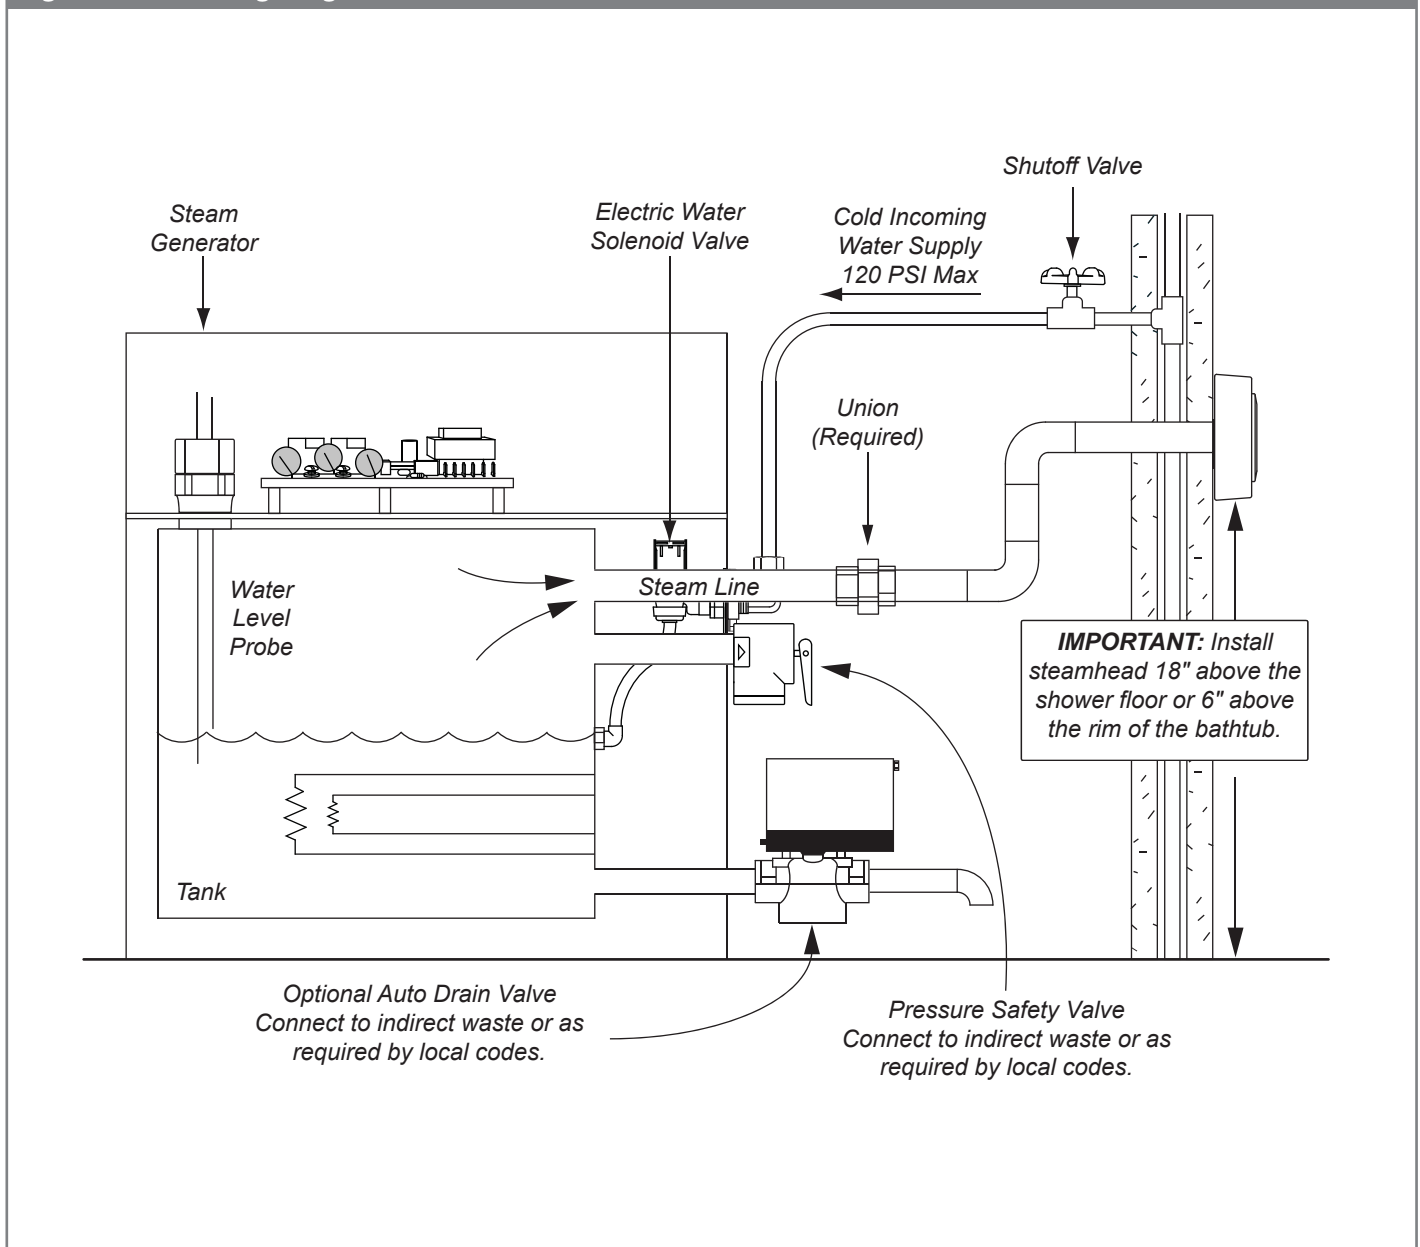 Shutoff Valve
Steam
Generator
Electric Water
Solenoid Valve
Cold Incoming
Water Supply
120 PSI Max
Union
(Required)
Steam Line
Water
Level
Probe
IMPORTANT: Install
steamhead 18" above the
shower floor or 6" above
the rim of the bathtub.
Tank
Optional Auto Drain Valve
Connect to indirect waste or as
required by local codes.
Pressure Safety Valve
Connect to indirect waste or as
required by local codes.